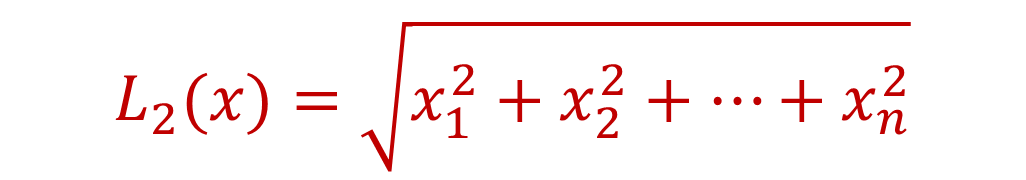 L₂(x) = √(x₁² + x₂² + ⋯ + xₙ²)